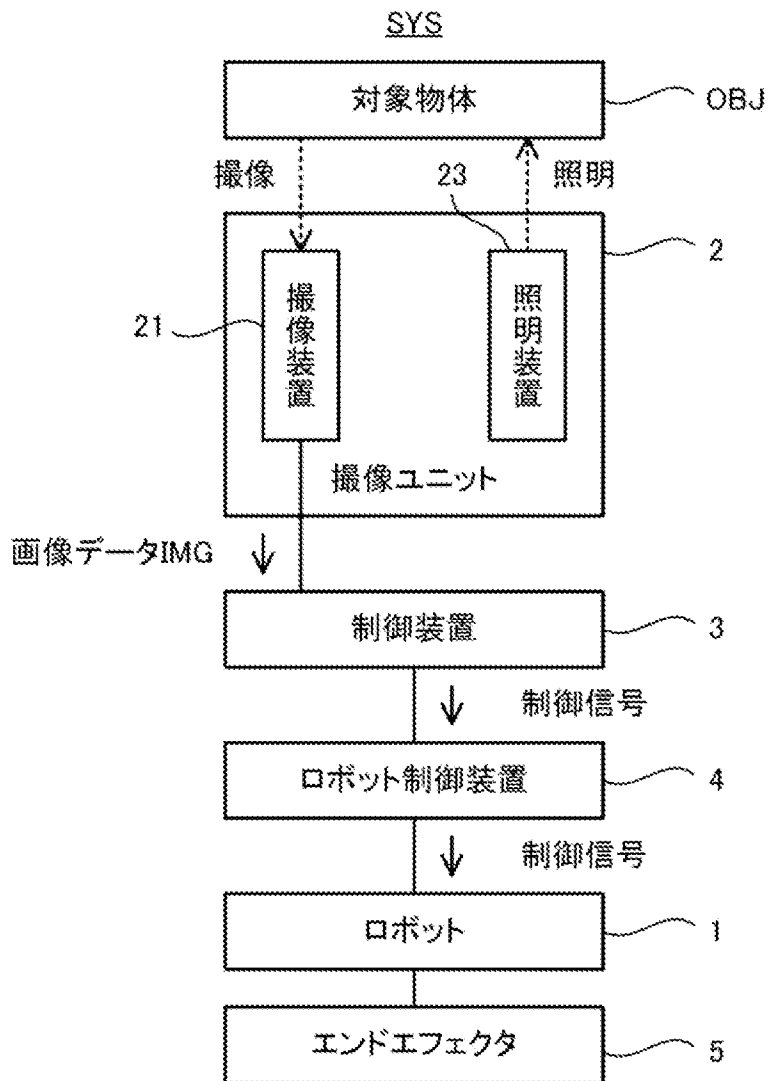 SYS
対象物体
OBJ
撮像
23
照明
2
21
撮像装置
照明装置
撮像ユニット
画像データIMG
制御装置
3
制御信号
ロボット制御装置
4
制御信号
ロボット
1
エンドエフェクタ
5